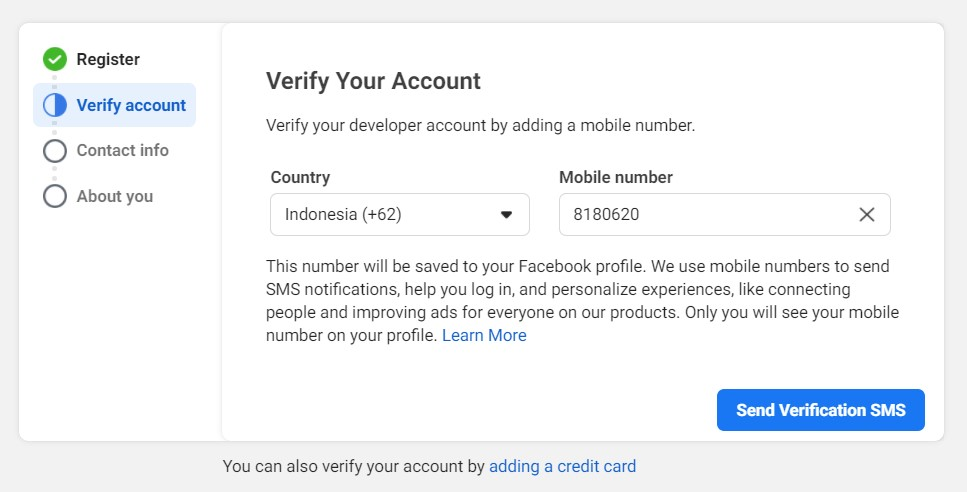 Register
Verify account
Contact info
About you
Verify Your Account
Verify your developer account by adding a mobile number.
Country
Mobile number
Indonesia (+62)
8180620
This number will be saved to your Facebook profile. We use mobile numbers to send
SMS notifications, help you log in, and personalize experiences, like connecting
people and improving ads for everyone on our products. Only you will see your mobile
number on your profile. Learn More
Send Verification SMS
You can also verify your account by adding a credit card